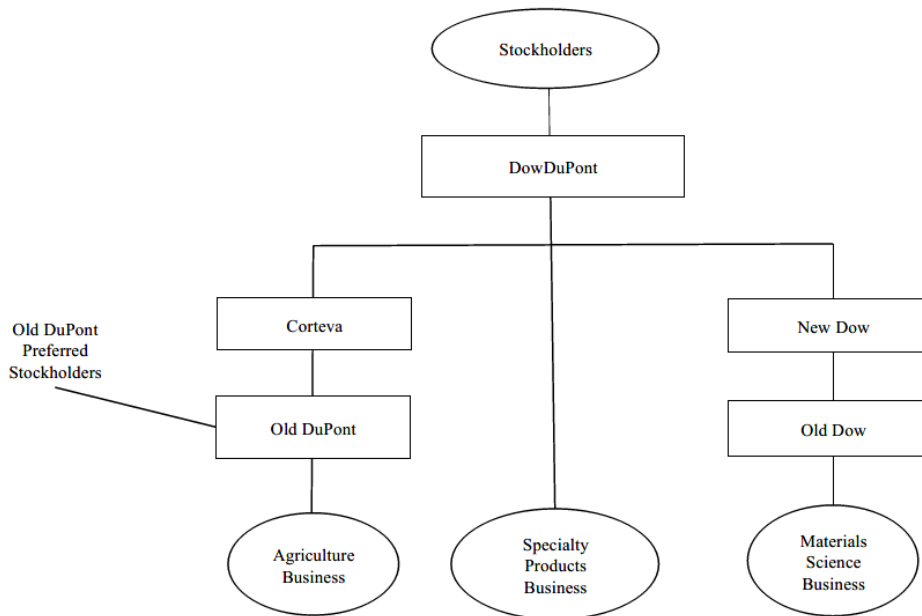 Stockholders
DowDuPont
Corteva
New Dow
Old DuPont
Preferred
Stockholders
Old DuPont
Old Dow
Agriculture
Business
Specialty
Products
Business
Materials
Science
Business